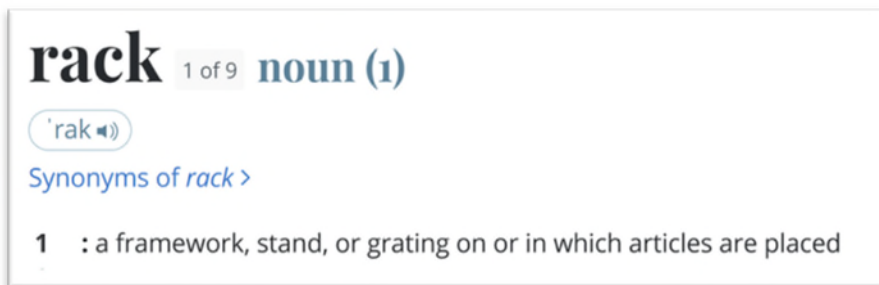 rack 1 of 9 noun (1)
ˈrak
Synonyms of rack >
1 : a framework, stand, or grating on or in which articles are placed